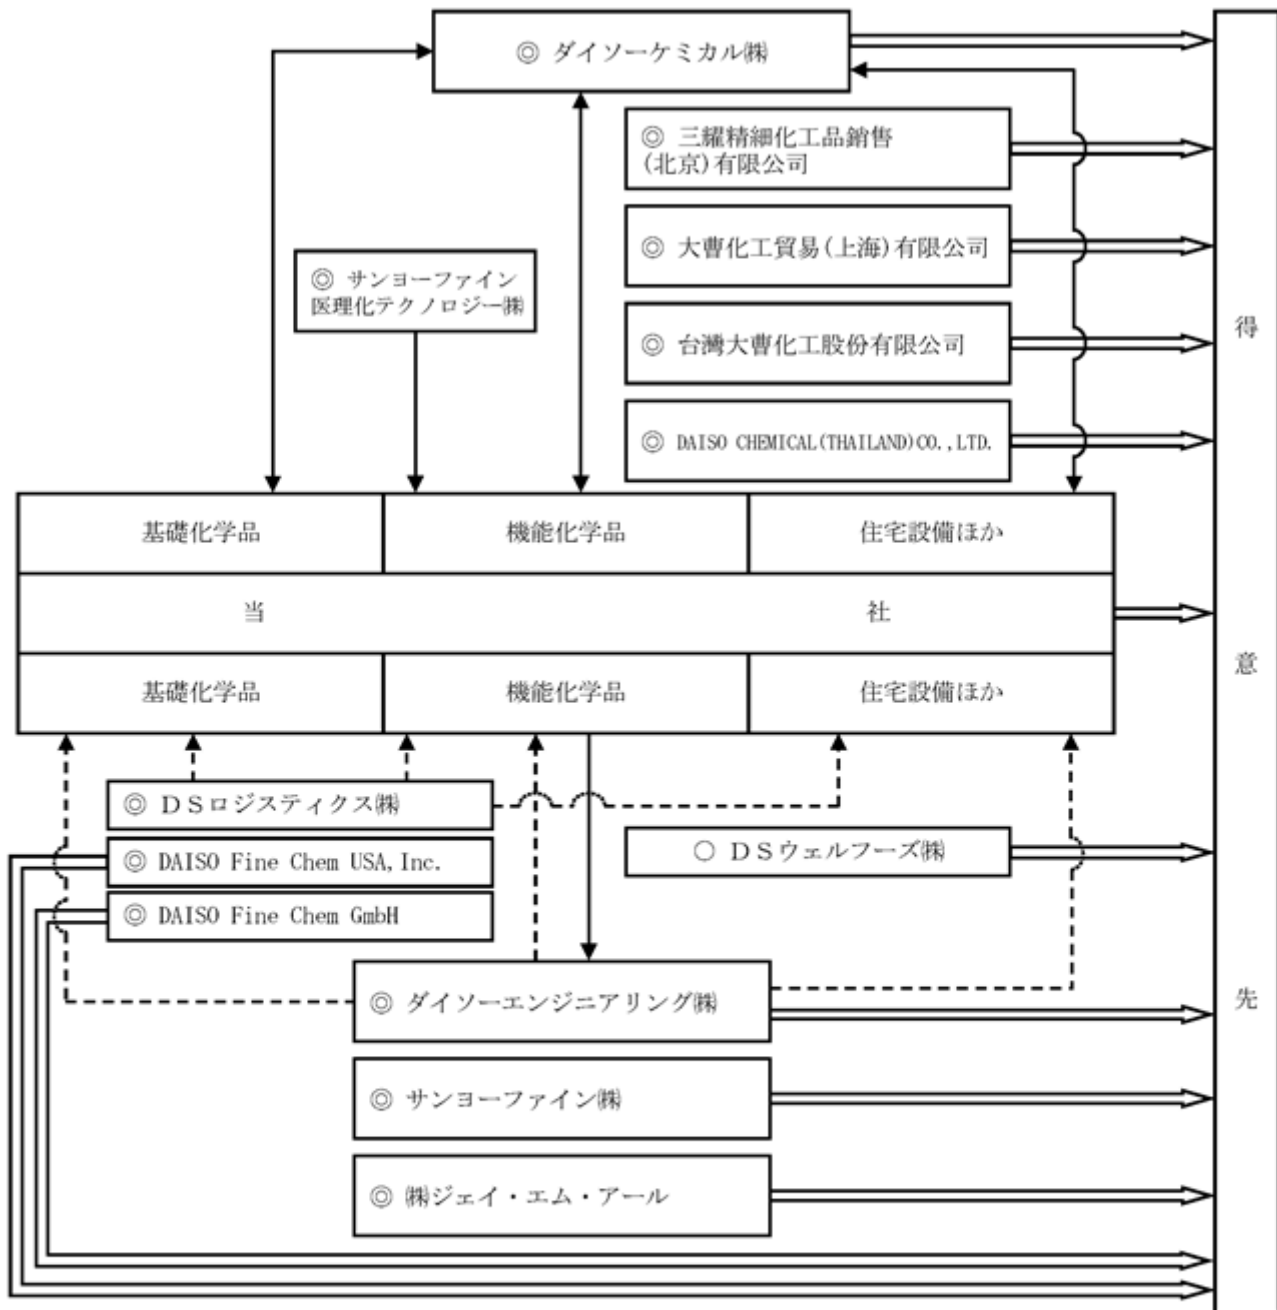 ◎ ダイソーケミカル㈱
◎ 三耀精細化工品銷售
(北京)有限公司
◎ 大曹化工貿易(上海)有限公司
◎ サンヨーファイン
医理化テクノロジー㈱
◎ 台灣大曹化工股份有限公司
◎ DAISO CHEMICAL(THAILAND)CO.,LTD.
基礎化学品 機能化学品 住宅設備ほか
当 社
基礎化学品 機能化学品 住宅設備ほか
◎ DSロジスティクス㈱
◎ DAISO Fine Chem USA,Inc.
◎ DAISO Fine Chem GmbH
○ DSウェルフーズ㈱
◎ ダイソーエンジニアリング㈱
◎ サンヨーファイン㈱
◎ ㈱ジェイ・エム・アール
得意先